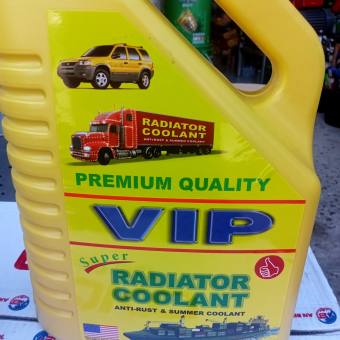 RADIATOR
COOLANT
ANTI-RUST & SUMMER COOLANT
PREMIUM QUALITY
VIP
Super
RADIATOR
COOLANT
ANTI-RUST & SUMMER COOLANT